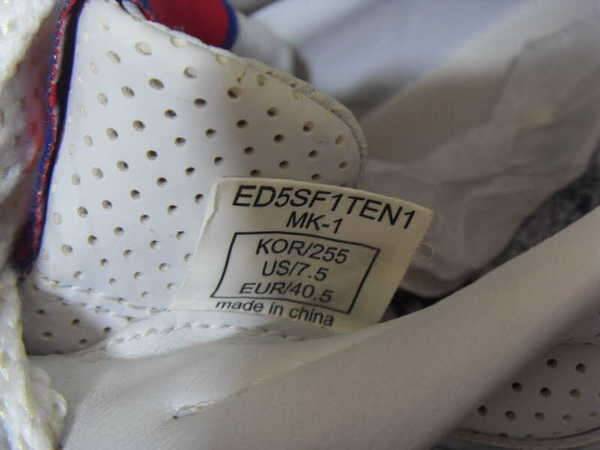 ED5SF1TEN1
MK-1
KOR/255
US/7.5
EUR/40.5
made in china